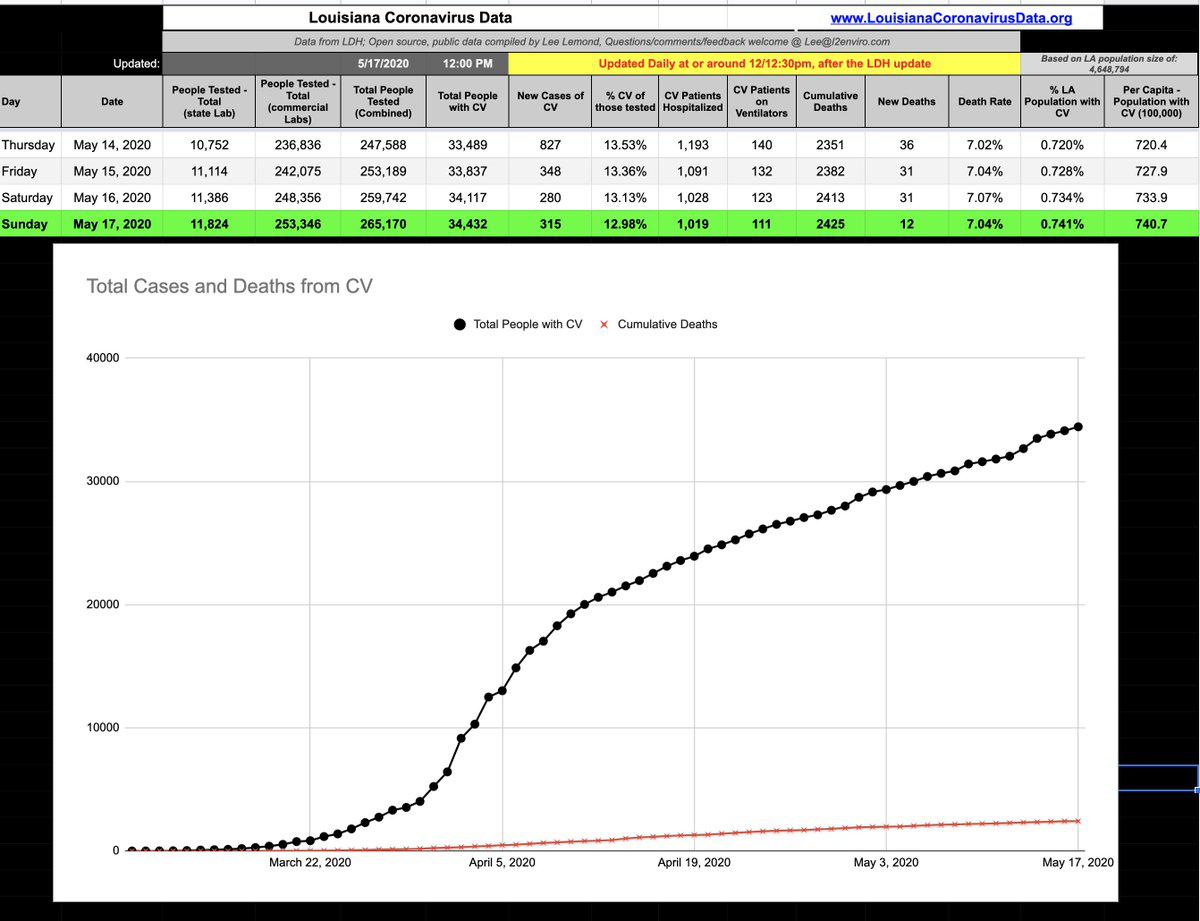 Louisiana Coronavirus Data www.LouisianaCoronavirusData.org
Data from LDH; Open source, public data compiled by Lee Lemond, Questions/comments/feedback welcome @ Lee@l2enviro.com
Updated: 5/17/2020 12:00 PM Updated Daily at or around 12/12:30pm, after the LDH update Based on LA population size of: 4,648,794
Day Date People Tested - Total (state Lab) People Tested - Total (commercial Labs) Total People Tested (Combined) Total People with CV New Cases of CV % CV of those tested CV Patients Hospitalized CV Patients on Ventilators Cumulative Deaths New Deaths Death Rate % LA Population with CV Per Capita - Population with CV (100,000)
Thursday May 14, 2020 10,752 236,836 247,588 33,489 827 13.53% 1,193 140 2351 36 7.02% 0.720% 720.4
Friday May 15, 2020 11,114 242,075 253,189 33,837 348 13.36% 1,091 132 2382 31 7.04% 0.728% 727.9
Saturday May 16, 2020 11,386 248,356 259,742 34,117 280 13.13% 1,028 123 2413 31 7.07% 0.734% 733.9
Sunday May 17, 2020 11,824 253,346 265,170 34,432 315 12.98% 1,019 111 2425 12 7.04% 0.741% 740.7
Total Cases and Deaths from CV
Total People with CV Cumulative Deaths
40000
30000
20000
10000
0
March 22, 2020 April 5, 2020 April 19, 2020 May 3, 2020 May 17, 2020